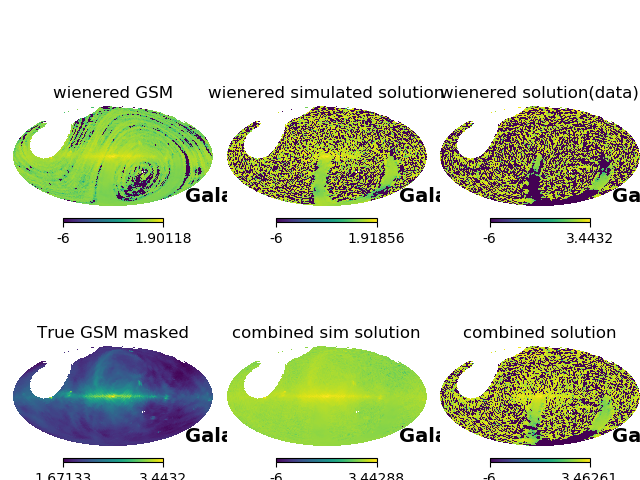 wienered GSM
wienered simulated solution
wienered solution(data)
Gala
Gala
Ga
-6 1.90118
-6 1.91856
-6 3.4432
True GSM masked
combined sim solution
combined solution
Gala
Gala
Ga
1.67133 3.4432
-6 3.44288
-6 3.46261